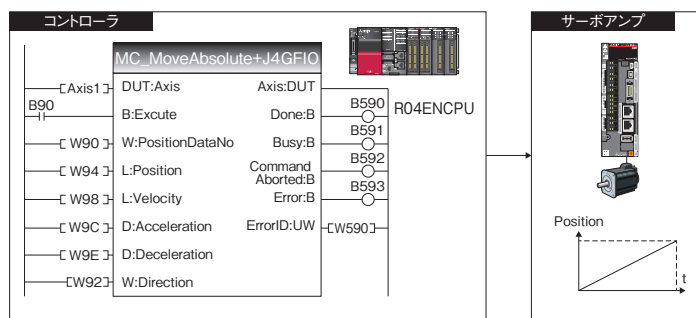 コントローラ
MC_MoveAbsolute+J4GFIO
[Axis1] DUT:Axis Axis:DUT
B90 B:Excute Done:B B590 R04ENCPU
[ W90 ] W:PositionDataNo Busy:B B591
[ W94 ] L:Position Command Aborted:B B592
[ W98 ] L:Velocity Error:B B593
[ W9C ] D:Acceleration ErrorID:UW [W590]
[ W9E ] D:Deceleration
[W92] W:Direction
サーボアンプ
Position
t